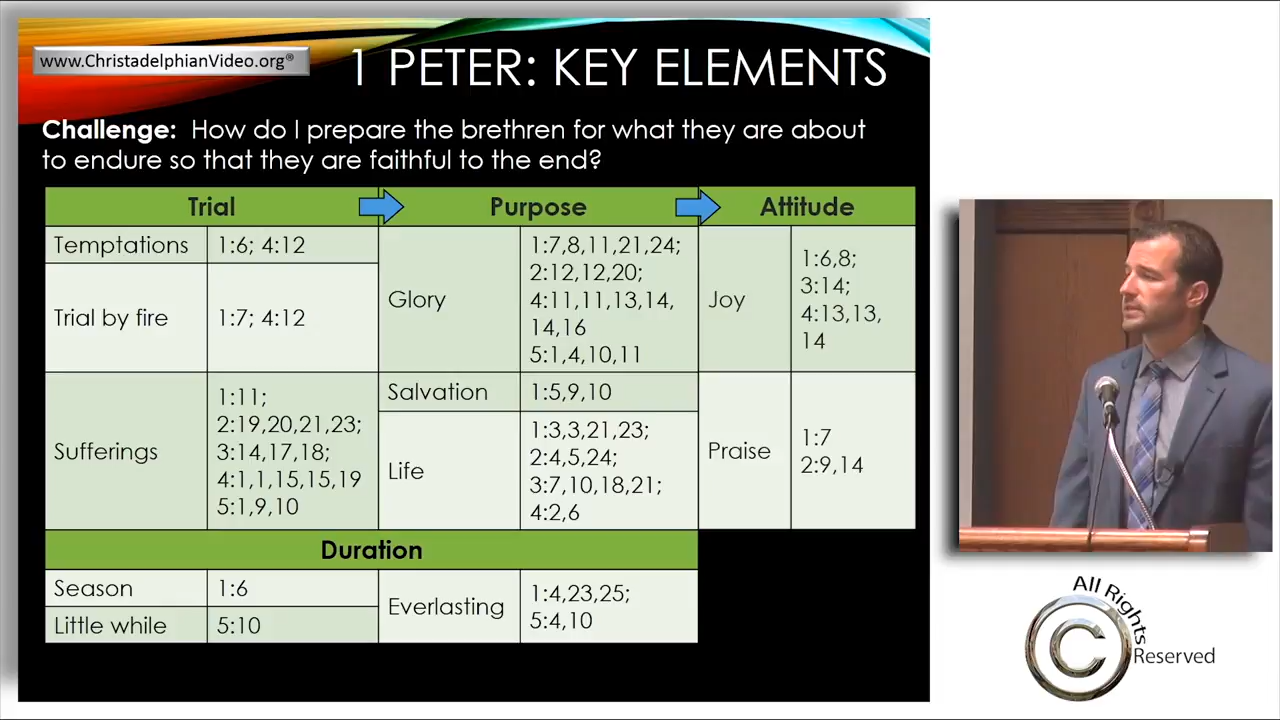 www.ChristadelphianVideo.org®
1 PETER: KEY ELEMENTS
Challenge: How do I prepare the brethren for what they are about
to endure so that they are faithful to the end?
Trial
Purpose
Attitude
Temptations
1:6; 4:12
Trial by fire
1:7; 4:12
Sufferings
1:11;
2:19,20,21,23;
3:14,17,18;
4:1,1,15,15,19
5:1,9,10
Glory
1:7,8,11,21,24;
2:12,12,20;
4:11,11,13,14,
14,16
5:1,4,10,11
Salvation
1:5,9,10
Life
1:3,3,21,23;
2:4,5,24;
3:7,10,18,21;
4:2,6
Joy
1:6,8;
3:14;
4:13,13,
14
Praise
1:7
2:9,14
Duration
Season
1:6
Little while
5:10
Everlasting
1:4,23,25;
5:4,10
All Rights
C
Reserved